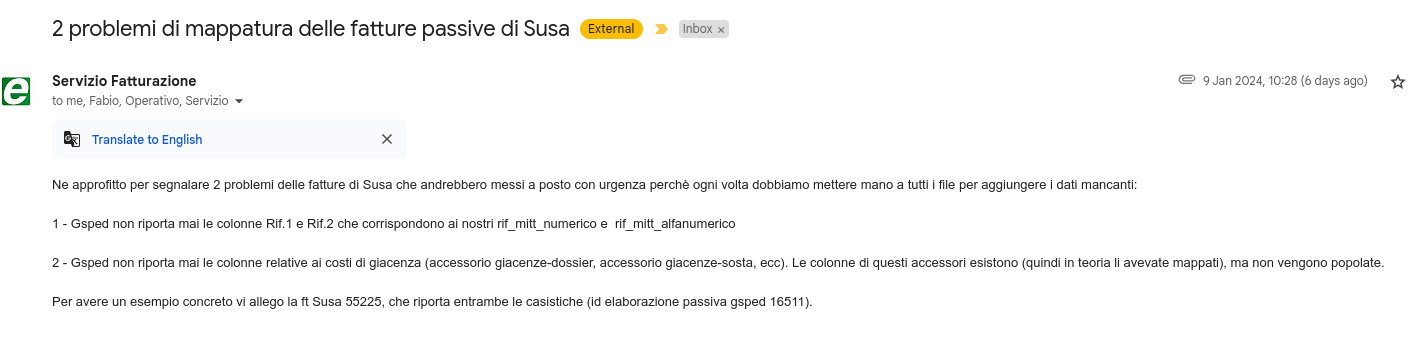 2 problemi di mappatura delle fatture passive di Susa External Inbox ×
e
Servizio Fatturazione 9 Jan 2024, 10:28 (6 days ago)
to me, Fabio, Operativo, Servizio
Translate to English
Ne approfitto per segnalare 2 problemi delle fatture di Susa che andrebbero messi a posto con urgenza perchè ogni volta dobbiamo mettere mano a tutti i file per aggiungere i dati mancanti:
1 - Gsped non riporta mai le colonne Rif.1 e Rif.2 che corrispondono ai nostri rif_mitt_numerico e  rif_mitt_alfanumerico
2 - Gsped non riporta mai le colonne relative ai costi di giacenza (accessorio giacenze-dossier, accessorio giacenze-sosta, ecc). Le colonne di questi accessori esistono (quindi in teoria li avevate mappati), ma non vengono popolate.
Per avere un esempio concreto vi allego la ft Susa 55225, che riporta entrambe le casistiche (id elaborazione passiva gsped 16511).